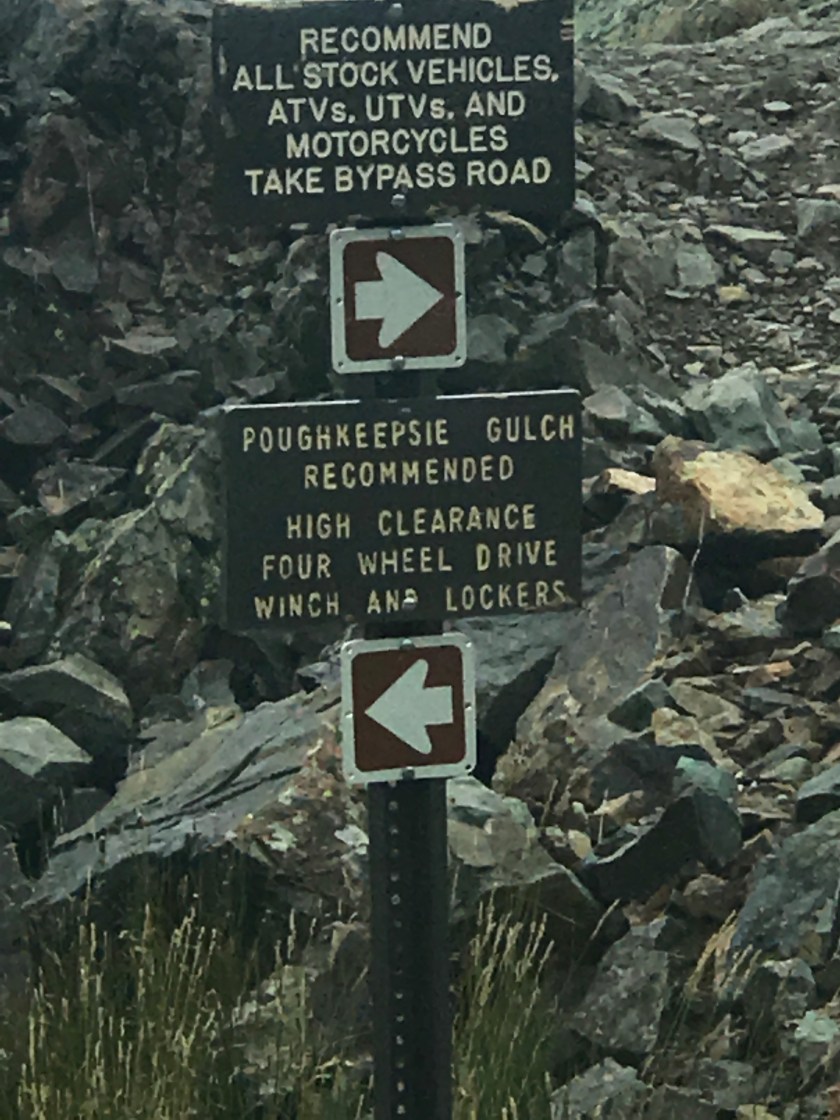 RECOMMEND
ALL STOCK VEHICLES,
ATVs, UTVs, AND
MOTORCYCLES
TAKE BYPASS ROAD
POUGHKEEPSIE GULCH
RECOMMENDED
HIGH CLEARANCE
FOUR WHEEL DRIVE
WINCH AND LOCKERS